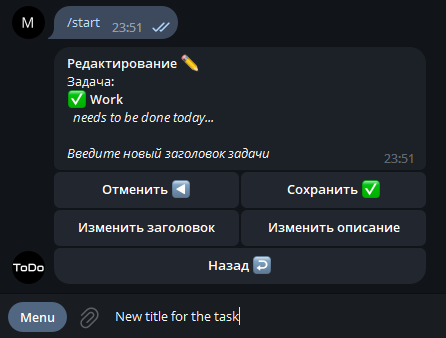 M
/start
23:51
Редактирование ✏️
Задача:
✅ Work
needs to be done today...
Введите новый заголовок задачи
23:51
Отменить ◀️
Сохранить ✅
Изменить заголовок
Изменить описание
ToDo
Назад ↩️
Menu
New title for the task